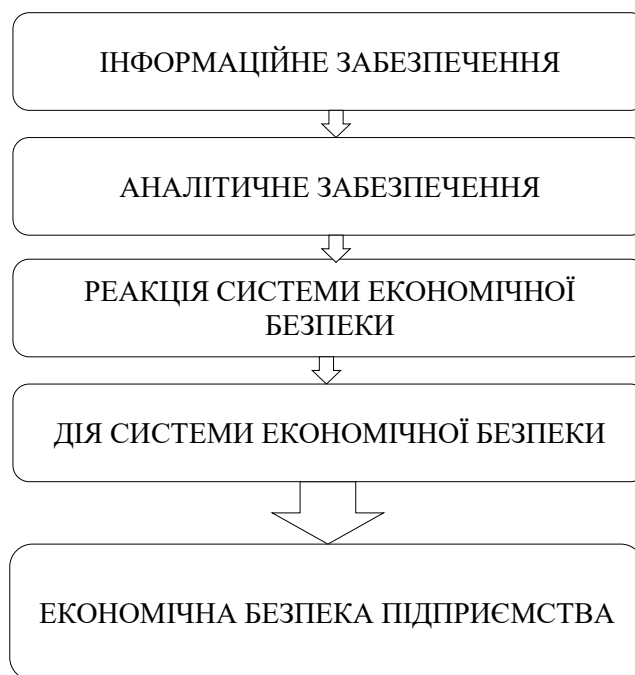 ІНФОРМАЦІЙНЕ ЗАБЕЗПЕЧЕННЯ
АНАЛІТИЧНЕ ЗАБЕЗПЕЧЕННЯ
РЕАКЦІЯ СИСТЕМИ ЕКОНОМІЧНОЇ
БЕЗПЕКИ
ДІЯ СИСТЕМИ ЕКОНОМІЧНОЇ БЕЗПЕКИ
ЕКОНОМІЧНА БЕЗПЕКА ПІДПРИЄМСТВА